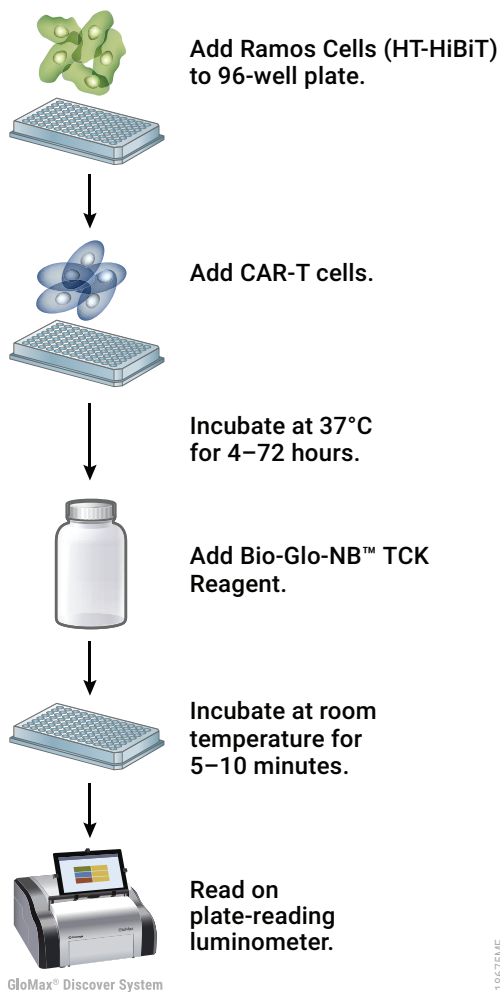 Add Ramos Cells (HT-HiBiT)
to 96-well plate.
Add CAR-T cells.
Incubate at 37°C
for 4–72 hours.
Add Bio-Glo-NB™ TCK
Reagent.
Incubate at room
temperature for
5–10 minutes.
Read on
plate-reading
luminometer.
GloMax® Discover System